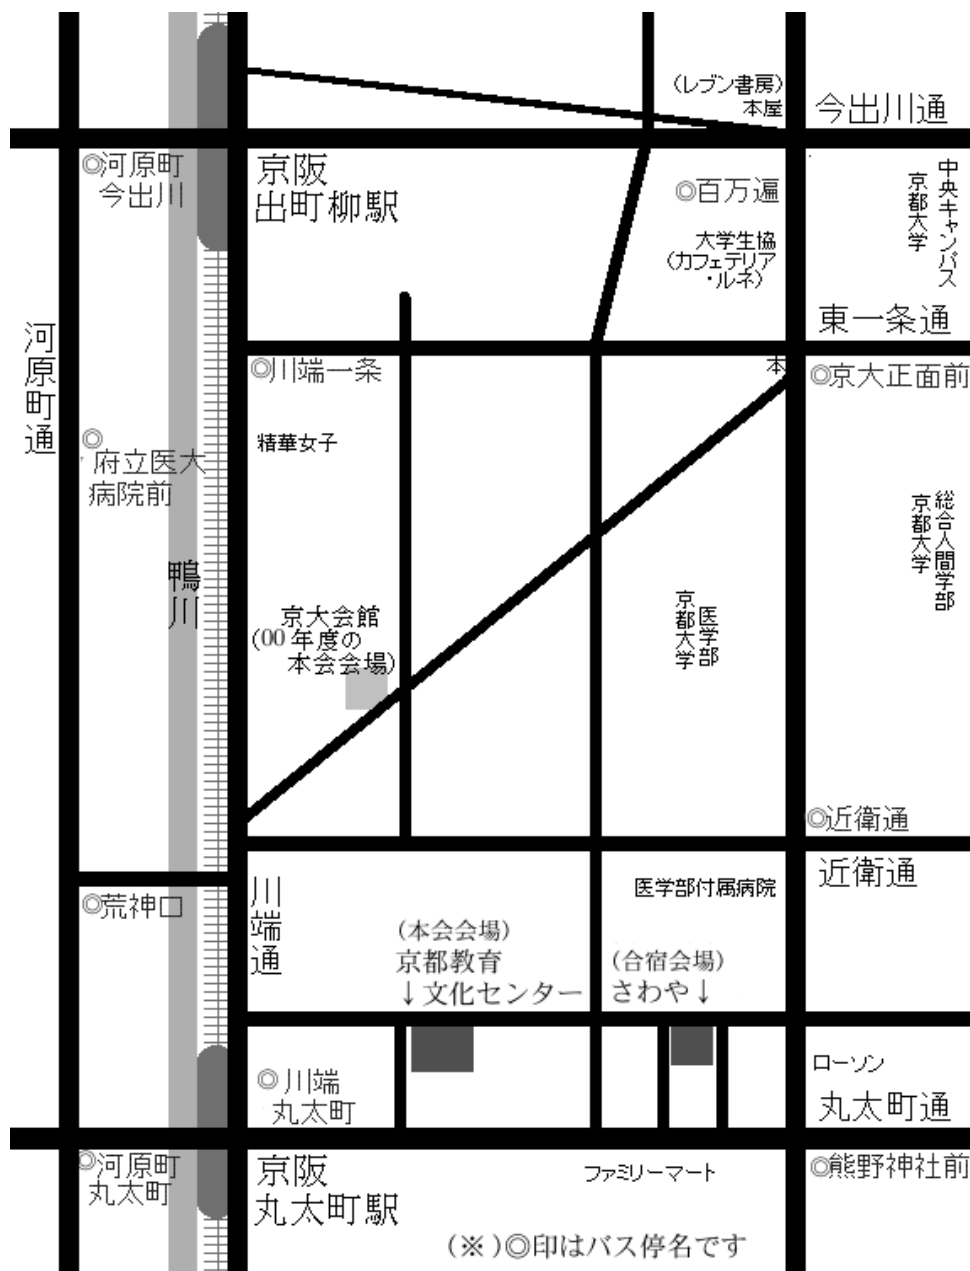 (レブン書房)
本屋
今出川通
◎河原町
今出川
京阪
出町柳駅
◎百万遍
大学生協
(カフェテリア
・ルネ)
中央キャンパス
京都大学
東一条通
河原町通
◎川端一条
本
◎京大正面前
精華女子
◎
府立医大
病院前
総合人間学部
京都大学
鴨川
京大会館
(00年度の
本会会場)
医学部
京都大学
◎近衛通
近衛通
医学部付属病院
◎荒神口
川端通
(本会会場)
京都教育
↓文化センター
(合宿会場)
さわや↓
ローソン
◎川端
丸太町
丸太町通
◎河原町
丸太町
京阪
丸太町駅
ファミリーマート
◎熊野神社前
(※)◎印はバス停名です